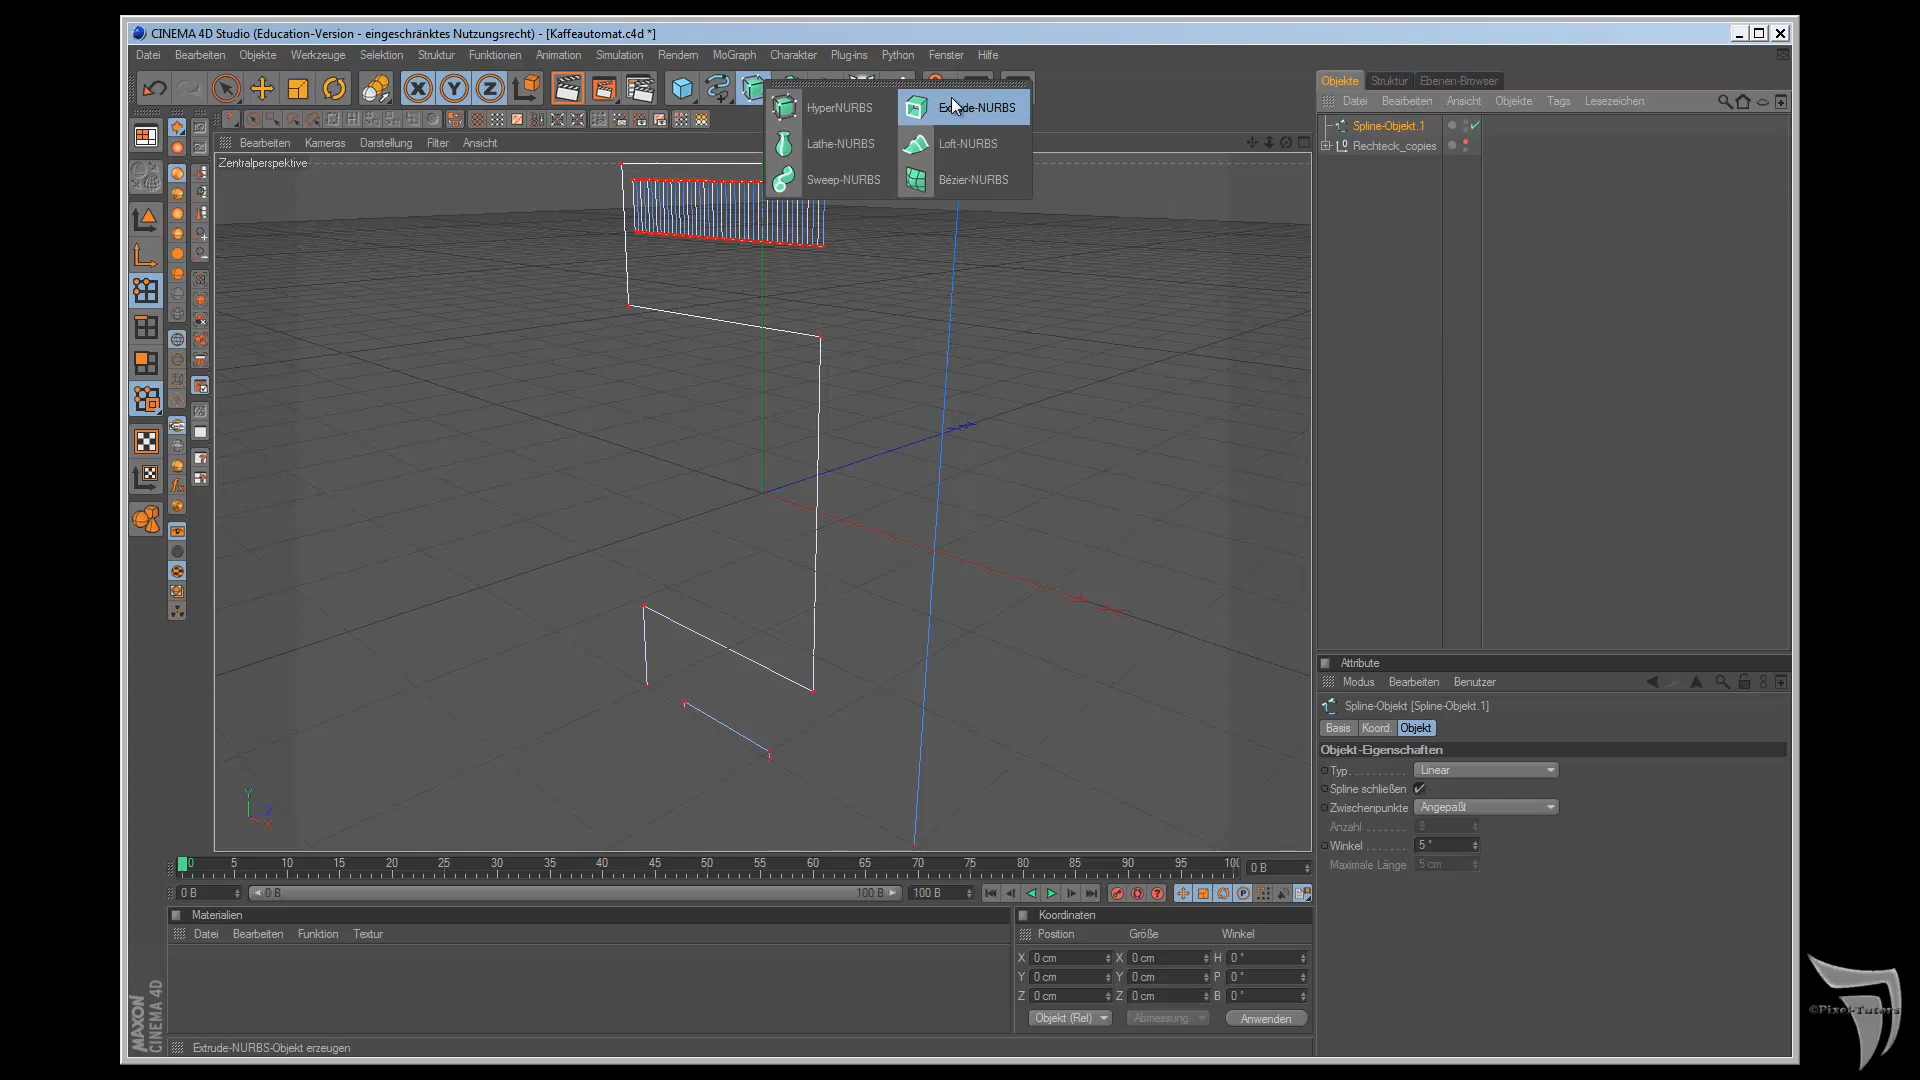 CINEMA 4D Studio (Education-Version - eingeschränktes Nutzungsrecht) - [Kaffeautomat.c4d *]
Datei Bearbeiten Objekte Werkzeuge Selektion Struktur Funktionen Animation Simulation Rendern MoGraph Charakter Plug-ins Python Fenster Hilfe
HyperNURBS Extrude-NURBS
Lathe-NURBS Loft-NURBS
Sweep-NURBS Bézier-NURBS
Bearbeiten Kameras Darstellung Filter Ansicht
Zentralperspektive
Objekte Struktur Ebenen-Browser
Datei Bearbeiten Ansicht Objekte Tags Lesezeichen
Spline-Objekt.1
Rechteck_copies
Attribute
Modus Bearbeiten Benutzer
Spline-Objekt [Spline-Objekt.1]
Basis Koord. Objekt
Objekt-Eigenschaften
Typ . . . . . . . . . . Linear
Spline schließen
Zwischenpunkte Angepaßt
Anzahl . . . . . . . 8
Winkel . . . . . . . 5 °
Maximale Länge 5 cm
Y Z X
0 5 10 15 20 25 30 35 40 45 50 55 60 65 70 75 80 85 90 95 100 0 B
0 B 0 B 100 B 100 B
Materialien
Datei Bearbeiten Funktion Textur
Koordinaten
Position Größe Winkel
X 0 cm X 0 cm H 0 °
Y 0 cm Y 0 cm P 0 °
Z 0 cm Z 0 cm B 0 °
Objekt (Rel) Abmessung Anwenden
MAXON
CINEMA 4D
Extrude-NURBS-Objekt erzeugen
©Pixel-Tutors